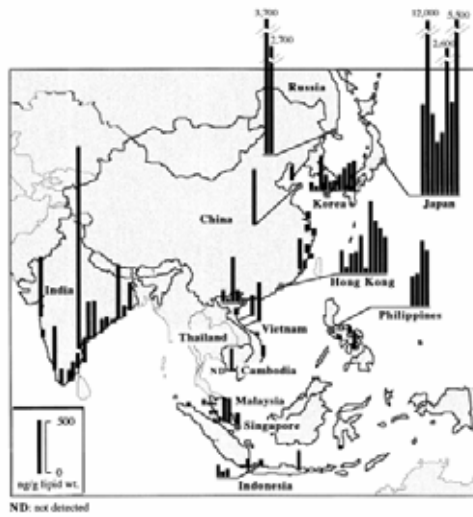 3,700
2,700
12,000
2,600
5,500
Russia
China
Korea
Japan
India
Hong Kong
Philippines
Thailand
Vietnam
ND
Cambodia
Malaysia
Singapore
Indonesia
300
0
ng/g lipid wt.
ND: not detected